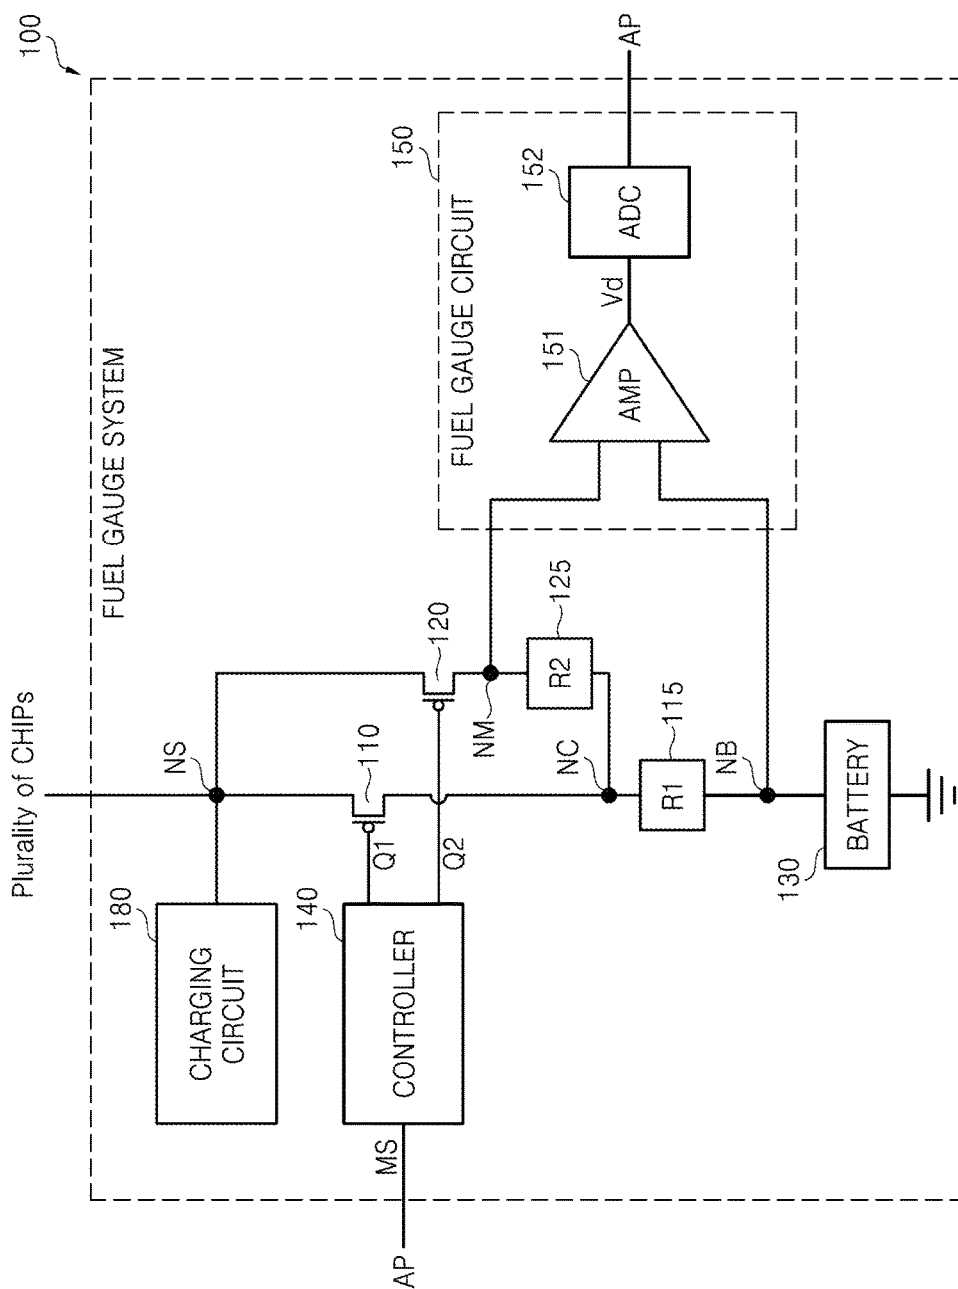 100
Plurality of CHIPs
FUEL GAUGE SYSTEM
AP
MS
180
CHARGING
CIRCUIT
NS
140
CONTROLLER
Q1
Q2
110
120
NM
125
R2
NC
115
R1
NB
130
BATTERY
150
FUEL GAUGE CIRCUIT
151
AMP
Vd
152
ADC
AP